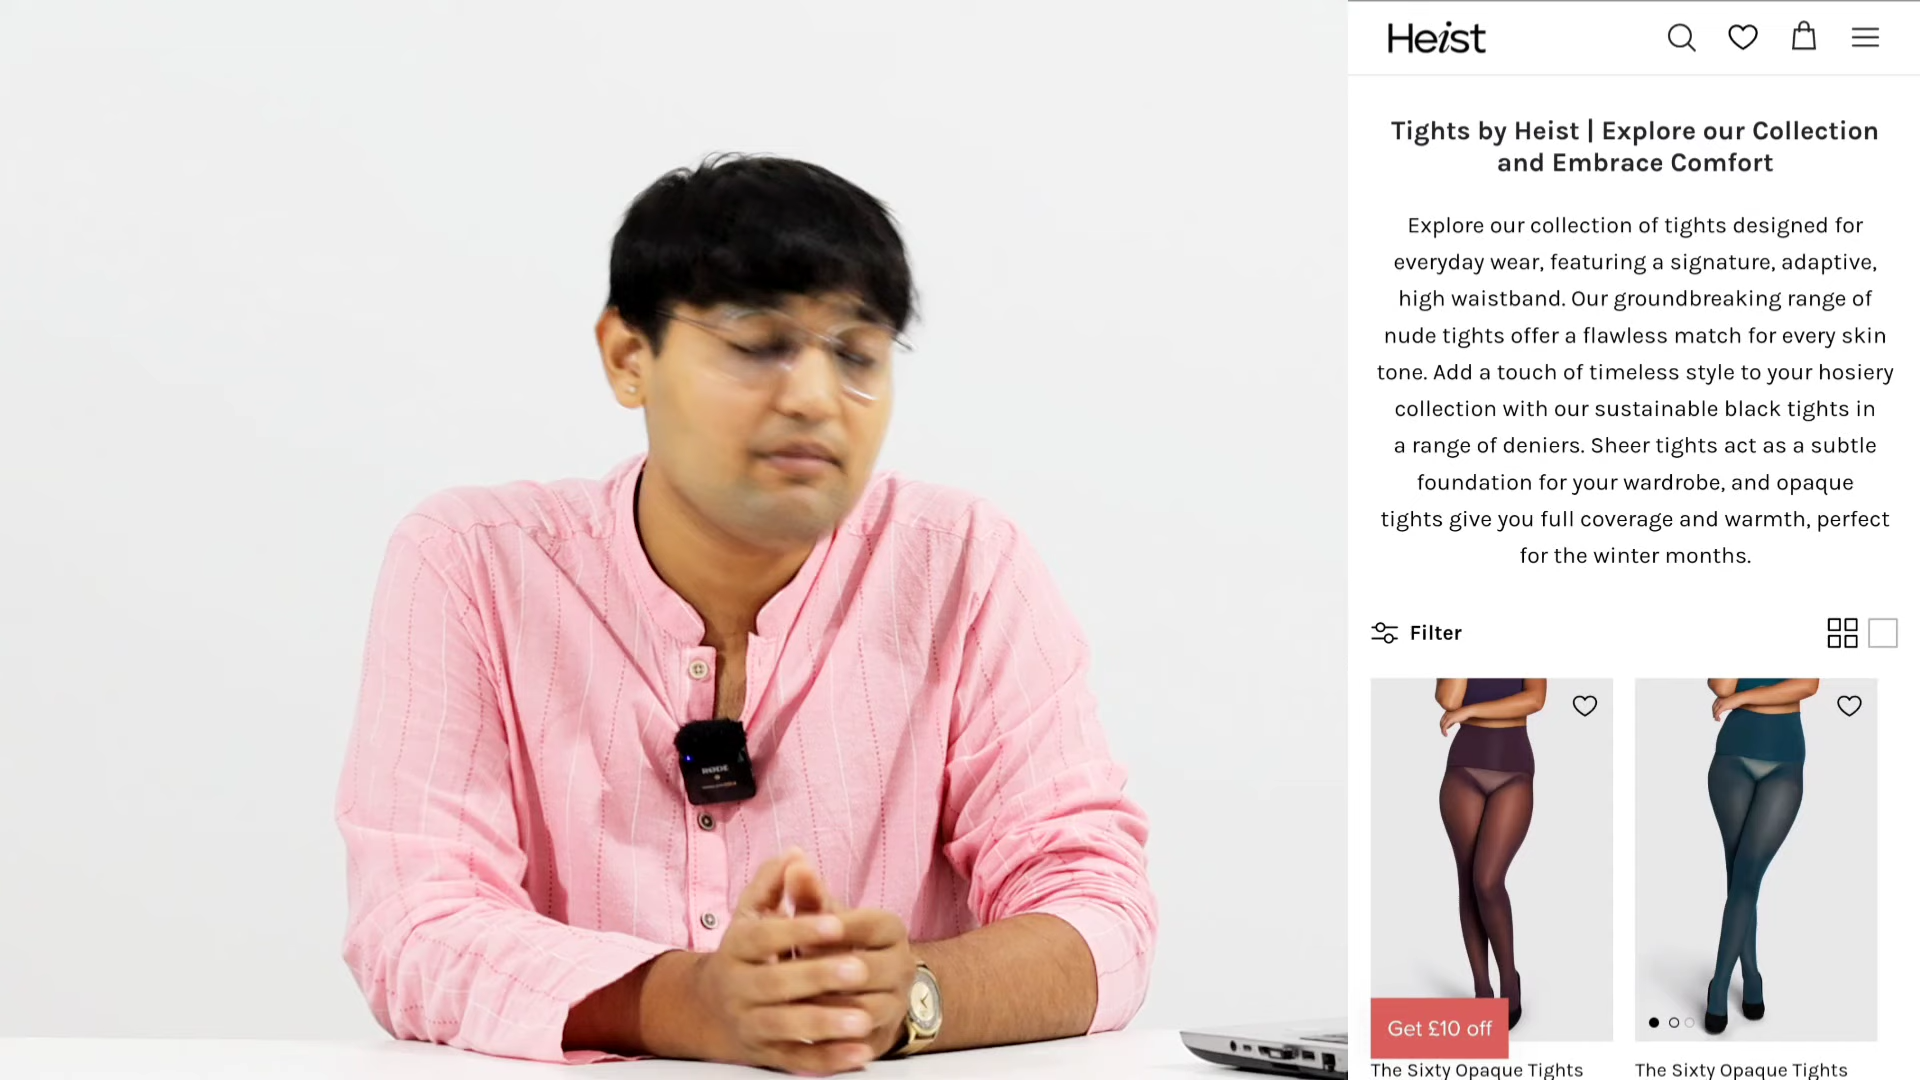 Heist
Tights by Heist | Explore our Collection
and Embrace Comfort
Explore our collection of tights designed for
everyday wear, featuring a signature, adaptive,
high waistband. Our groundbreaking range of
nude tights offer a flawless match for every skin
tone. Add a touch of timeless style to your hosiery
collection with our sustainable black tights in
a range of deniers. Sheer tights act as a subtle
foundation for your wardrobe, and opaque
tights give you full coverage and warmth, perfect
for the winter months.
Filter
RØDE
Get £10 off
The Sixty Opaque Tights
The Sixty Opaque Tights